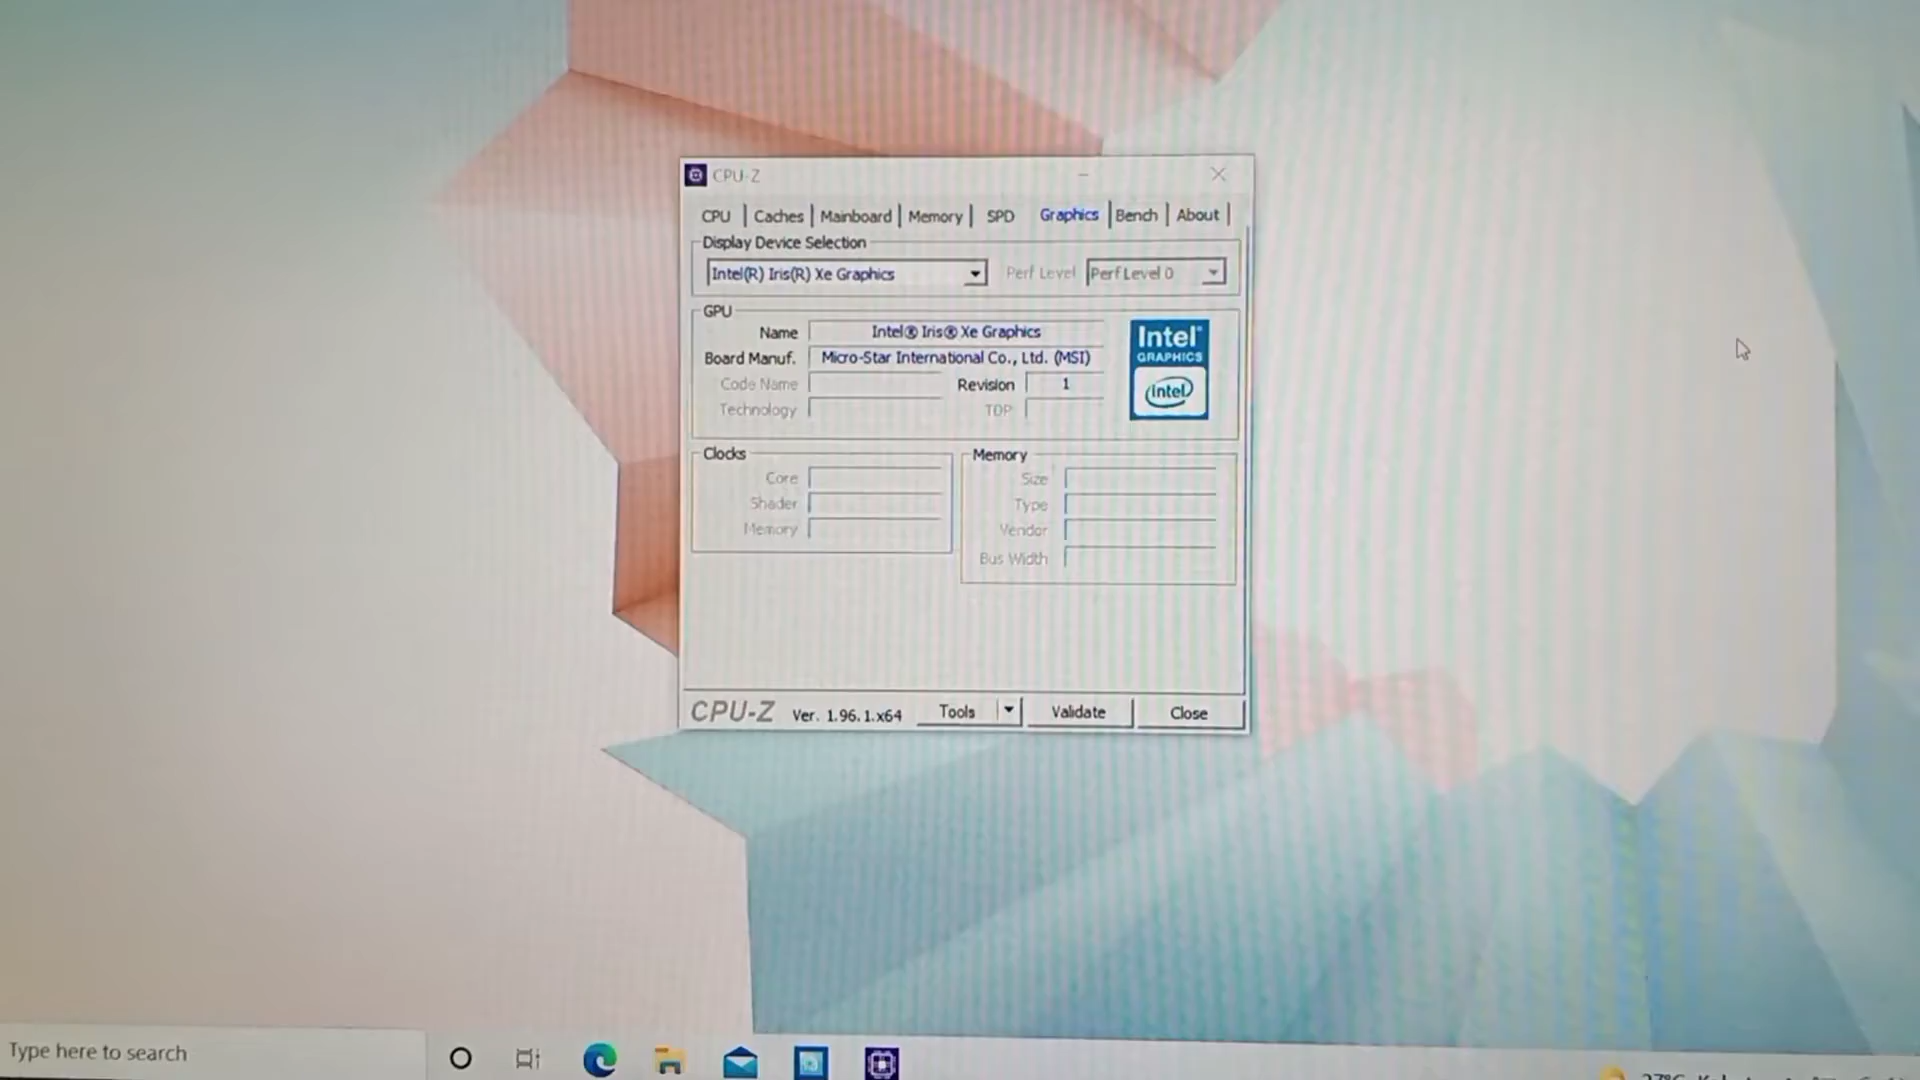 CPU-Z
CPU Caches Mainboard Memory SPD Graphics Bench About
Display Device Selection
Intel(R) Iris(R) Xe Graphics Perf Level Perf Level 0
GPU
Name Intel® Iris® Xe Graphics
Board Manuf. Micro-Star International Co., Ltd. (MSI)
Code Name Revision 1
Technology TDP
Intel®
GRAPHICS
intel
Clocks
Core
Shader
Memory
Memory
Size
Type
Vendor
Bus Width
CPU-Z Ver. 1.96.1.x64 Tools Validate Close
Type here to search